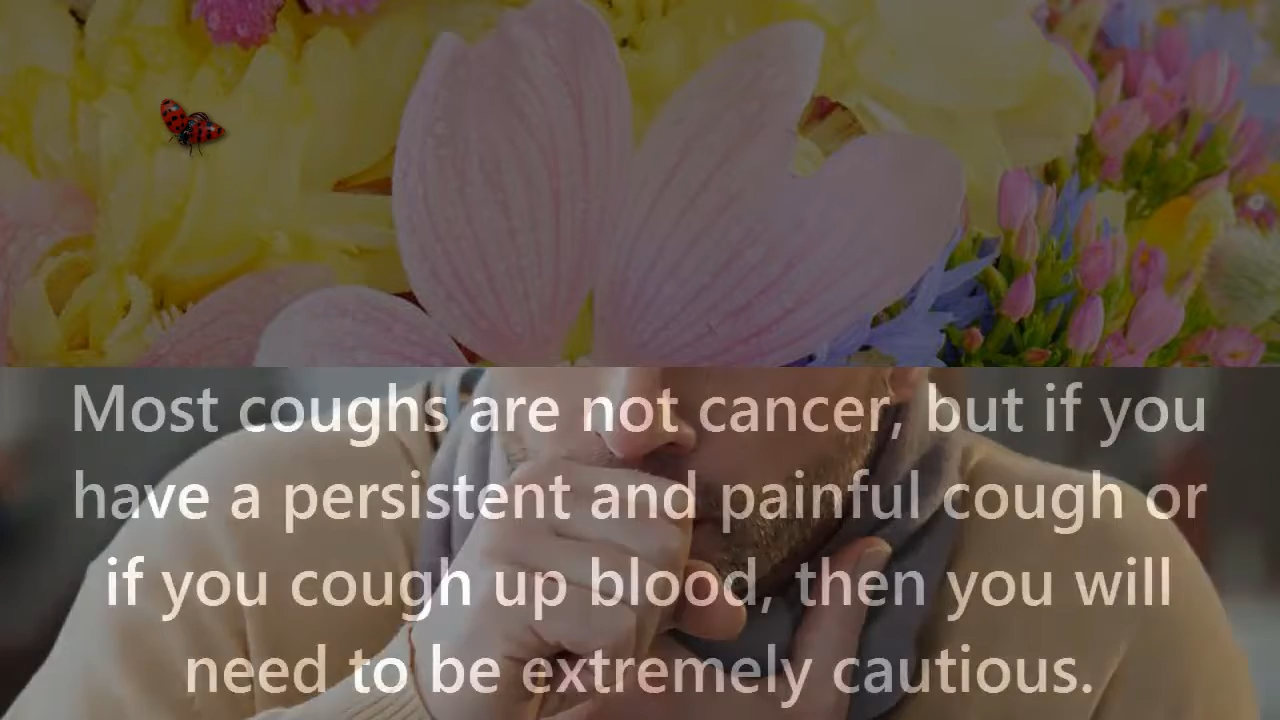 Most coughs are not cancer, but if you
have a persistent and painful cough or
if you cough up blood, then you will
need to be extremely cautious.